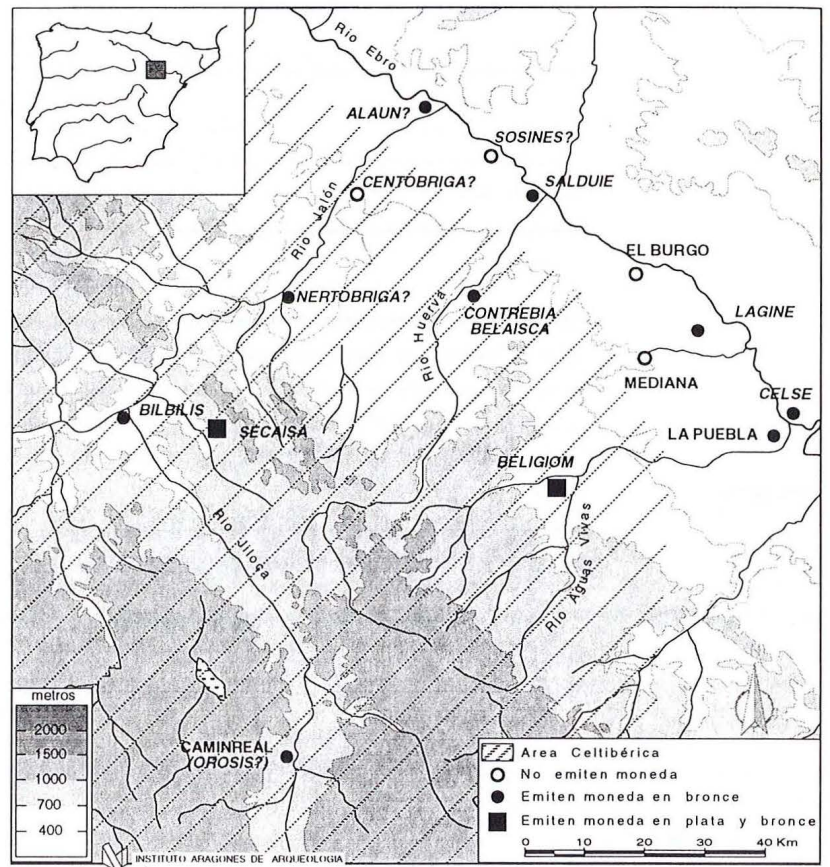 Río Ebro
ALAUN?
SOSINES?
CENTOBRIGA?
SALDUIE
Río Jalón
EL BURGO
NERTOBRIGA?
CONTREBIA
BELAISCA
Río Huerva
LAGINE
MEDIANA
CELSE
BILBILIS
SECAISA
LA PUEBLA
BELIGIOM
Río Jiloca
Río Aguas Vivas
metros
2000
1500
1000
700
400
CAMINREAL
(OROSIS?)
Area Celtibérica
No emiten moneda
Emiten moneda en bronce
Emiten moneda en plata y bronce
0 10 20 40 Km
INSTITUTO ARAGONES DE ARQUEOLOGIA